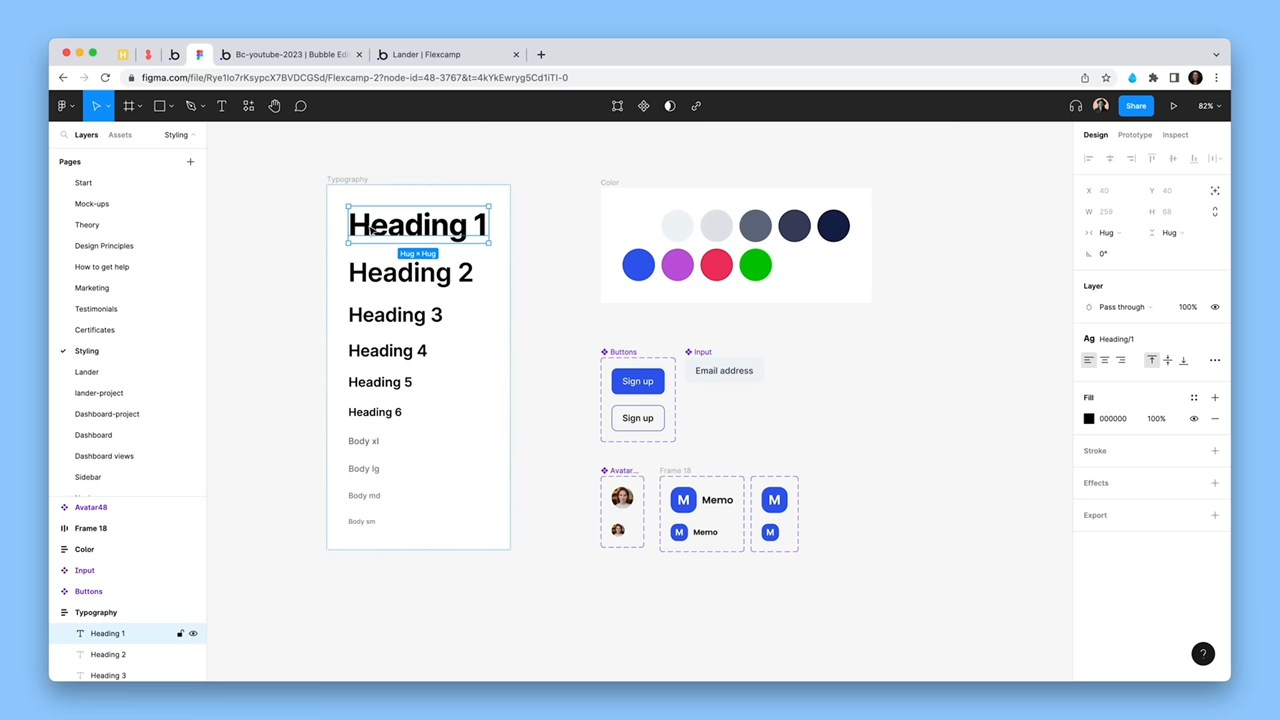 H
Bc-youtube-2023 | Bubble Edi
Lander | Flexcamp
figma.com/file/Rye1Io7rKsypcX7BVDCGSd/Flexcamp-2?node-id=48-3767&t=4kYkEwryg5Cd1iTI-0
Share
82%
Layers
Assets
Styling
Design
Prototype
Inspect
Pages
Start
Mock-ups
Theory
Design Principles
How to get help
Marketing
Testimonials
Certificates
Styling
Lander
lander-project
Dashboard-project
Dashboard
Dashboard views
Sidebar
Avatar48
Frame 18
Color
Input
Buttons
Typography
Heading 1
Heading 2
Heading 3
Typography
Heading 1
Hug × Hug
Heading 2
Heading 3
Heading 4
Heading 5
Heading 6
Body xl
Body lg
Body md
Body sm
Color
Buttons
Sign up
Sign up
Input
Email address
Avatar...
Frame 18
M Memo
M Memo
M
M
X 40
Y 40
W 259
H 68
Hug
Hug
0°
Layer
Pass through
100%
Ag Heading/1
Fill
000000
100%
Stroke
Effects
Export
?